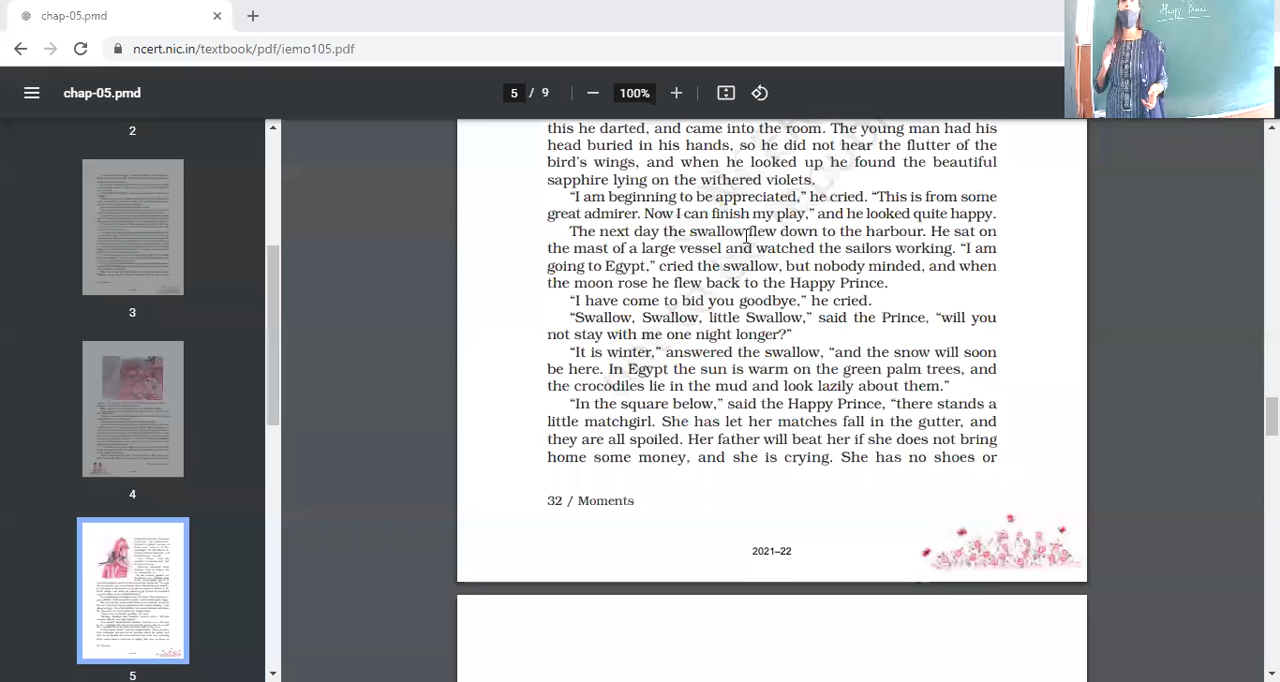 chap-05.pmd
ncert.nic.in/textbook/pdf/iemo105.pdf
Happy Prince
chap-05.pmd
5 / 9
100%
2
3
4
5
this he darted, and came into the room. The young man had his
head buried in his hands, so he did not hear the flutter of the
bird's wings, and when he looked up he found the beautiful
sapphire lying on the withered violets.
“I am beginning to be appreciated,” he cried. “This is from some
great admirer. Now I can finish my play,” and he looked quite happy.
The next day the swallow flew down to the harbour. He sat on
the mast of a large vessel and watched the sailors working. “I am
going to Egypt,” cried the swallow, but nobody minded, and when
the moon rose he flew back to the Happy Prince.
“I have come to bid you goodbye,” he cried.
“Swallow, Swallow, little Swallow,” said the Prince, “will you
not stay with me one night longer?”
“It is winter,” answered the swallow, “and the snow will soon
be here. In Egypt the sun is warm on the green palm trees, and
the crocodiles lie in the mud and look lazily about them.”
“In the square below,” said the Happy Prince, “there stands a
little matchgirl. She has let her matches fall in the gutter, and
they are all spoiled. Her father will beat her if she does not bring
home some money, and she is crying. She has no shoes or
32 / Moments
2021–22